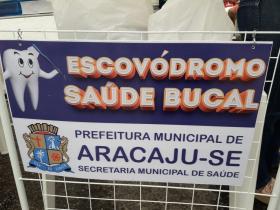 ESCOVÓDROMO
SAÚDE BUCAL
PREFEITURA MUNICIPAL DE
ARACAJU-SE
SECRETARIA MUNICIPAL DE SAÚDE